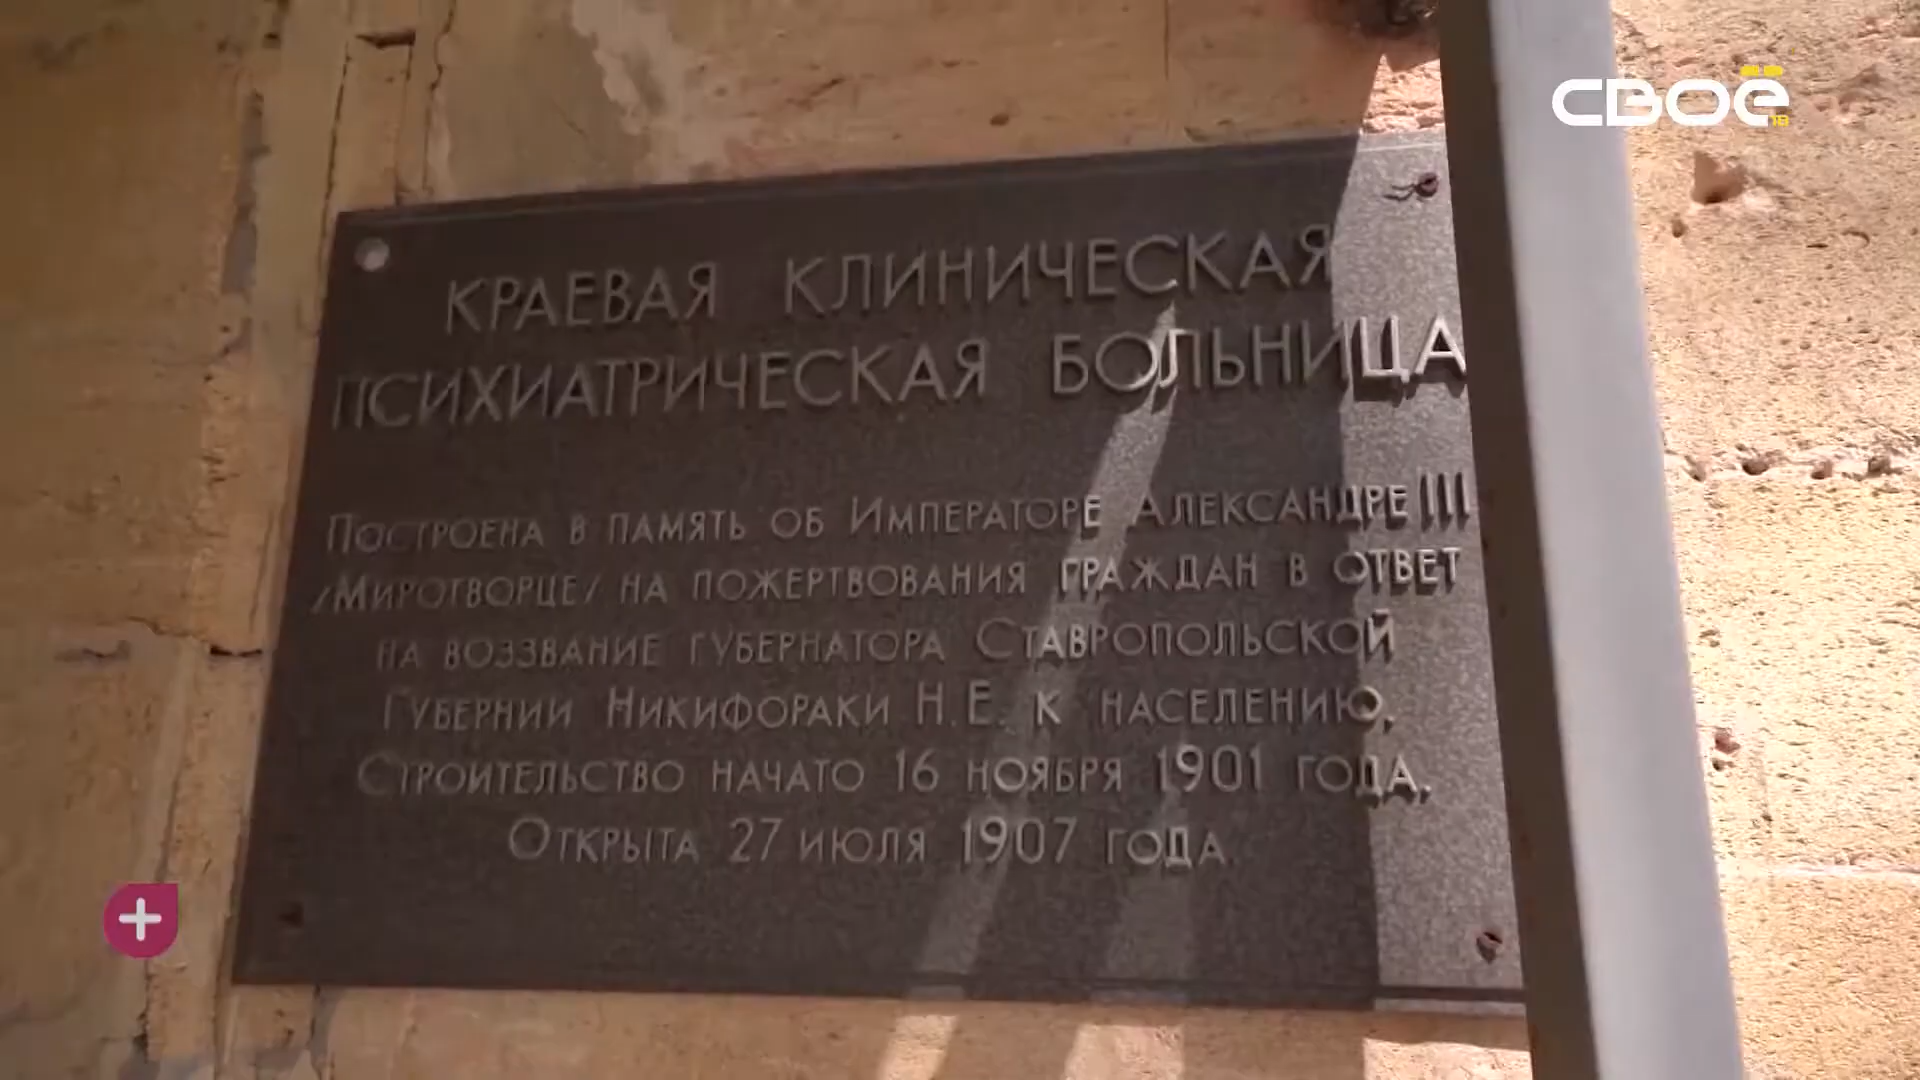 СВОЁ
ТВ
КРАЕВАЯ КЛИНИЧЕСКАЯ
ПСИХИАТРИЧЕСКАЯ БОЛЬНИЦА
Построена в память об Императоре Александре III
/Миротворце/ на пожертвования граждан в ответ
на воззвание губернатора Ставропольской
Губернии Никифораки Н.Е. к населению,
Строительство начато 16 ноября 1901 года.
Открыта 27 июля 1907 года.